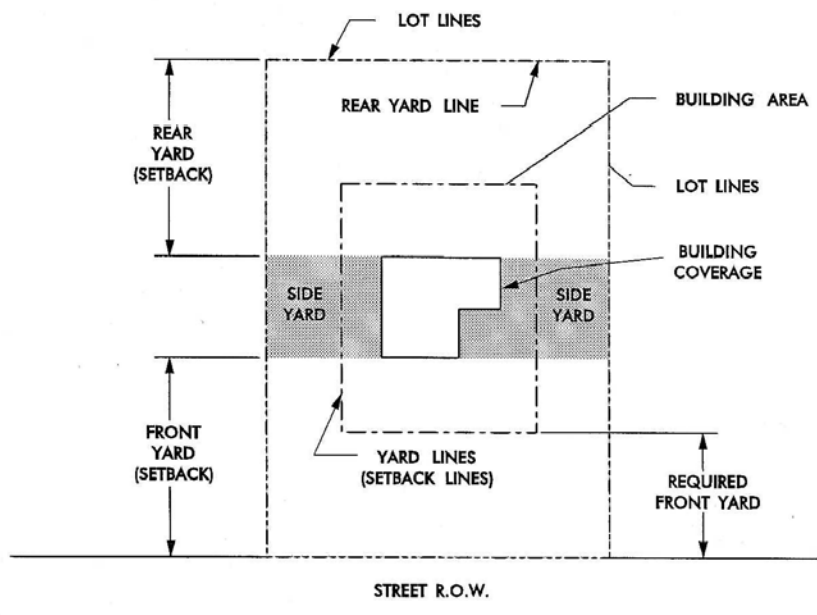 LOT LINES
REAR YARD LINE
BUILDING AREA
REAR
YARD
(SETBACK)
LOT LINES
BUILDING
COVERAGE
SIDE
YARD
SIDE
YARD
FRONT
YARD
(SETBACK)
YARD LINES
(SETBACK LINES)
REQUIRED
FRONT YARD
STREET R.O.W.